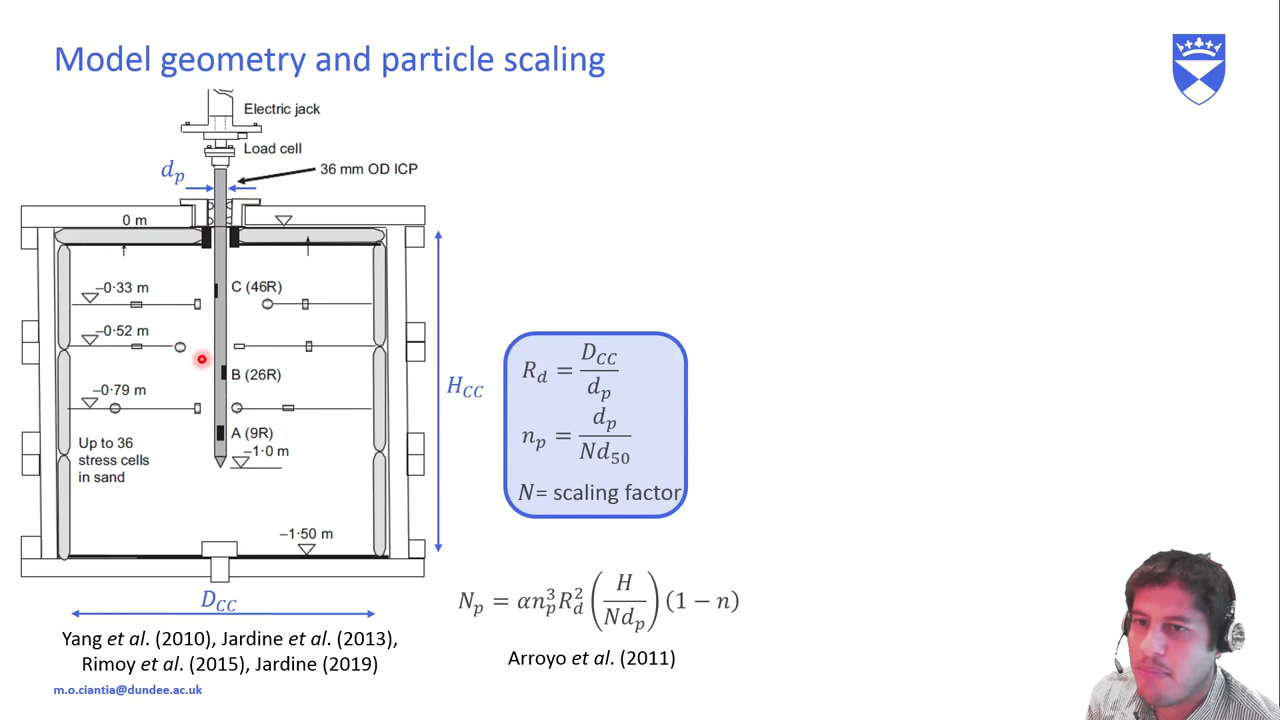 Model geometry and particle scaling
Electric jack
Load cell
36 mm OD ICP
d_p
0 m
C (46R)
–0·33 m
–0·52 m
B (26R)
–0·79 m
A (9R)
–1·0 m
Up to 36
stress cells
in sand
–1·50 m
H_CC
D_CC
R_d = D_CC / d_p
n_p = d_p / Nd_50
N= scaling factor
N_p = αn_p^3 R_d^2 (H / Nd_p) (1 − n)
Arroyo et al. (2011)
Yang et al. (2010), Jardine et al. (2013),
Rimoy et al. (2015), Jardine (2019)
m.o.ciantia@dundee.ac.uk